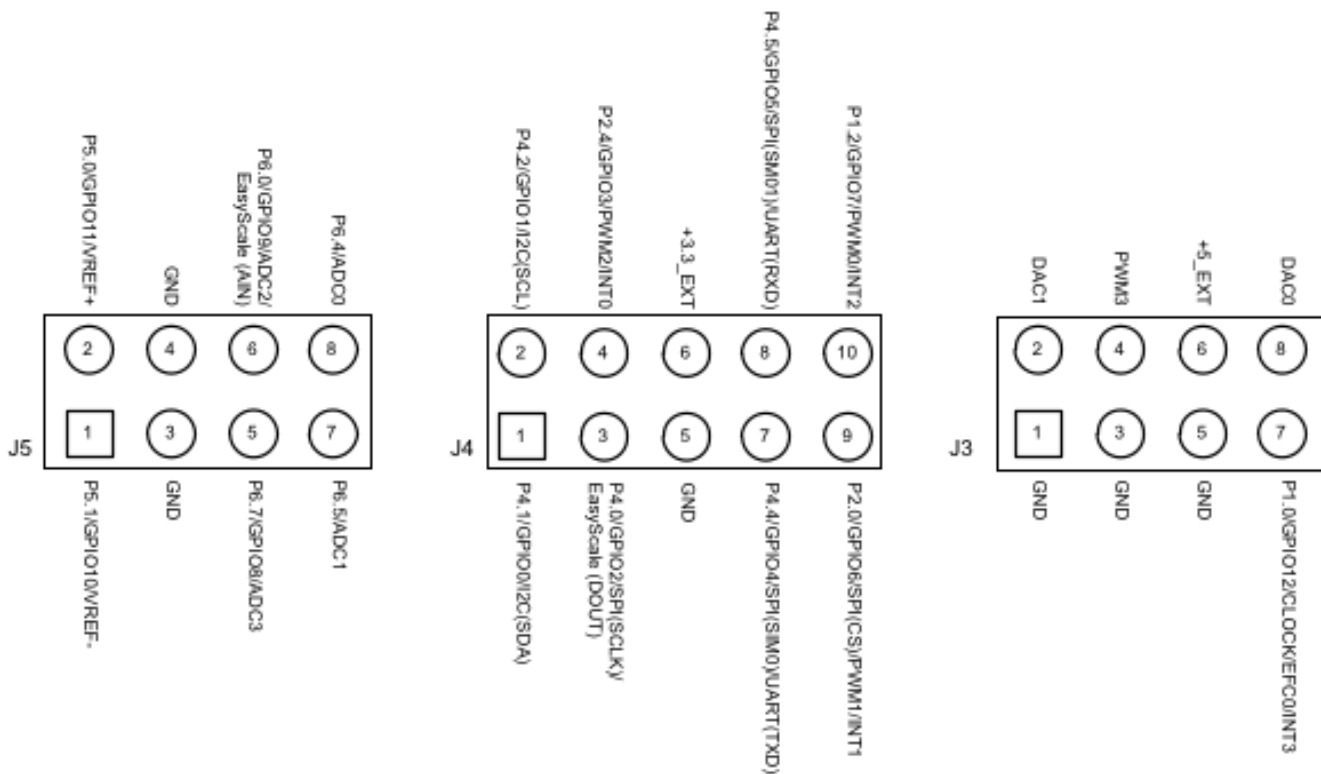 P5.0/GPIO11/VREF+
GND
P6.0/GPIO9/ADC2/
EasyScale (AIN)
P6.4/ADC0
2
4
6
8
J5
1
3
5
7
P5.1/GPIO10/VREF-
GND
P6.7/GPIO8/ADC3
P6.5/ADC1
P4.2/GPIO1/I2C(SCL)
P2.4/GPIO3/PWM2/INT0
+3.3_EXT
P4.5/GPIO5/SPI(SM01)/UART(RXD)
P1.2/GPIO7/PWM0/INT2
2
4
6
8
10
J4
1
3
5
7
9
P4.1/GPIO0/I2C(SDA)
P4.0/GPIO2/SPI(SCLK)/
EasyScale (DOUT)
GND
P4.4/GPIO4/SPI(SIM0)/UART(TXD)
P2.0/GPIO6/SPI(CS)/PWM1/INT1
DAC1
PWM3
+5_EXT
DAC0
2
4
6
8
J3
1
3
5
7
GND
GND
GND
P1.0/GPIO12/CLOCK/EFC0/INT3